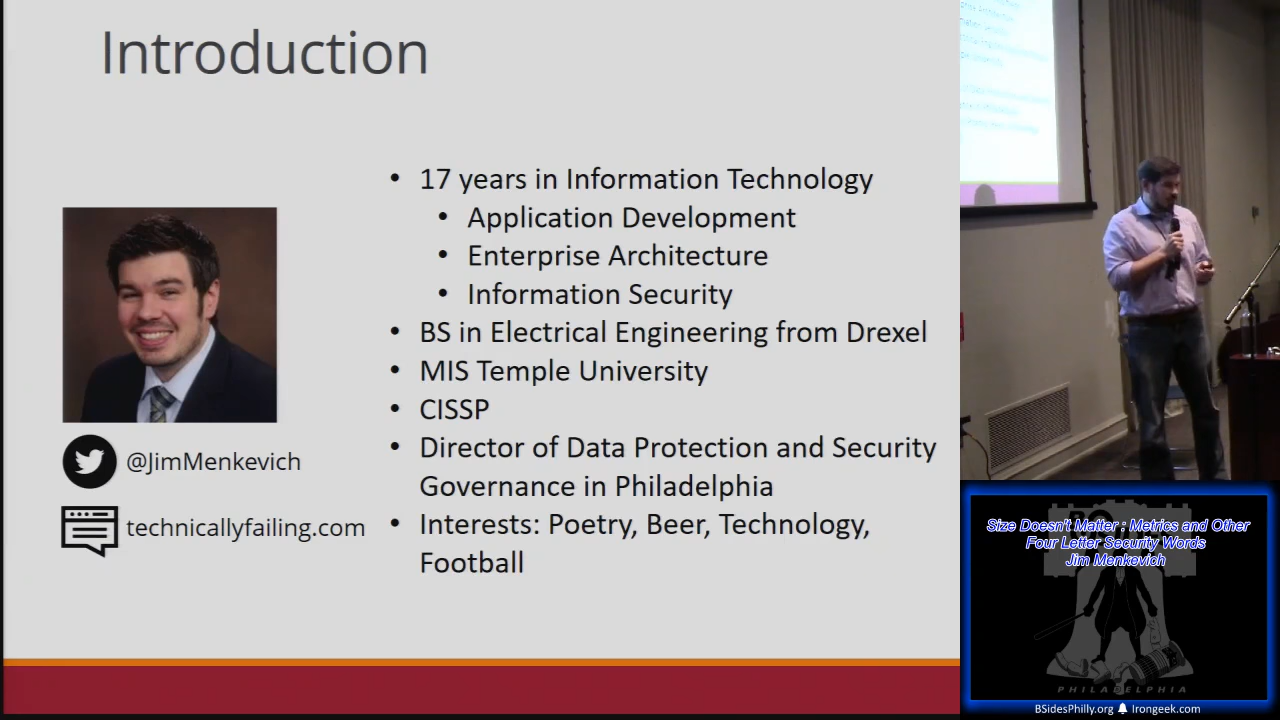 Introduction
17 years in Information Technology
Application Development
Enterprise Architecture
Information Security
BS in Electrical Engineering from Drexel
MIS Temple University
CISSP
Director of Data Protection and Security
Governance in Philadelphia
Interests: Poetry, Beer, Technology,
Football
@JimMenkevich
technicallyfailing.com
Size Doesn't Matter : Metrics and Other
Four Letter Security Words
Jim Menkevich
PHILADELPHIA
BSidesPhilly.org Irongeek.com